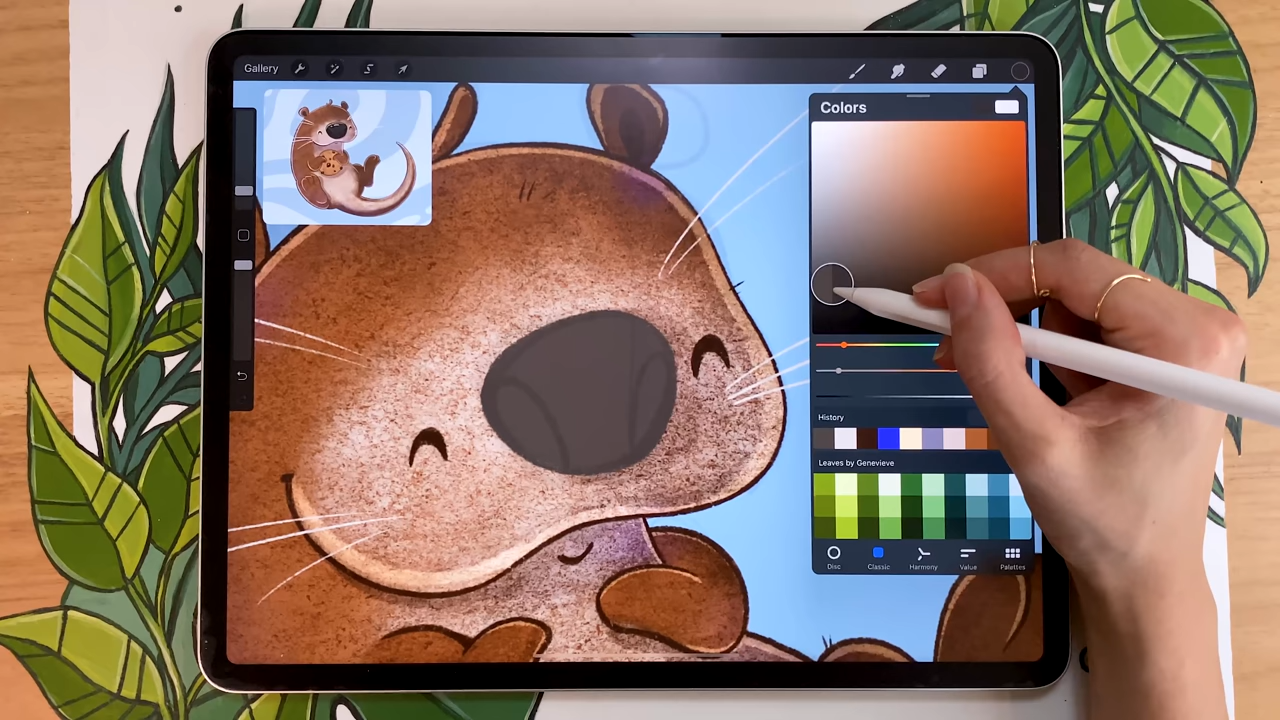 Gallery
Colors
History
Leaves by Genevieve
Disc
Classic
Harmony
Value
Palettes